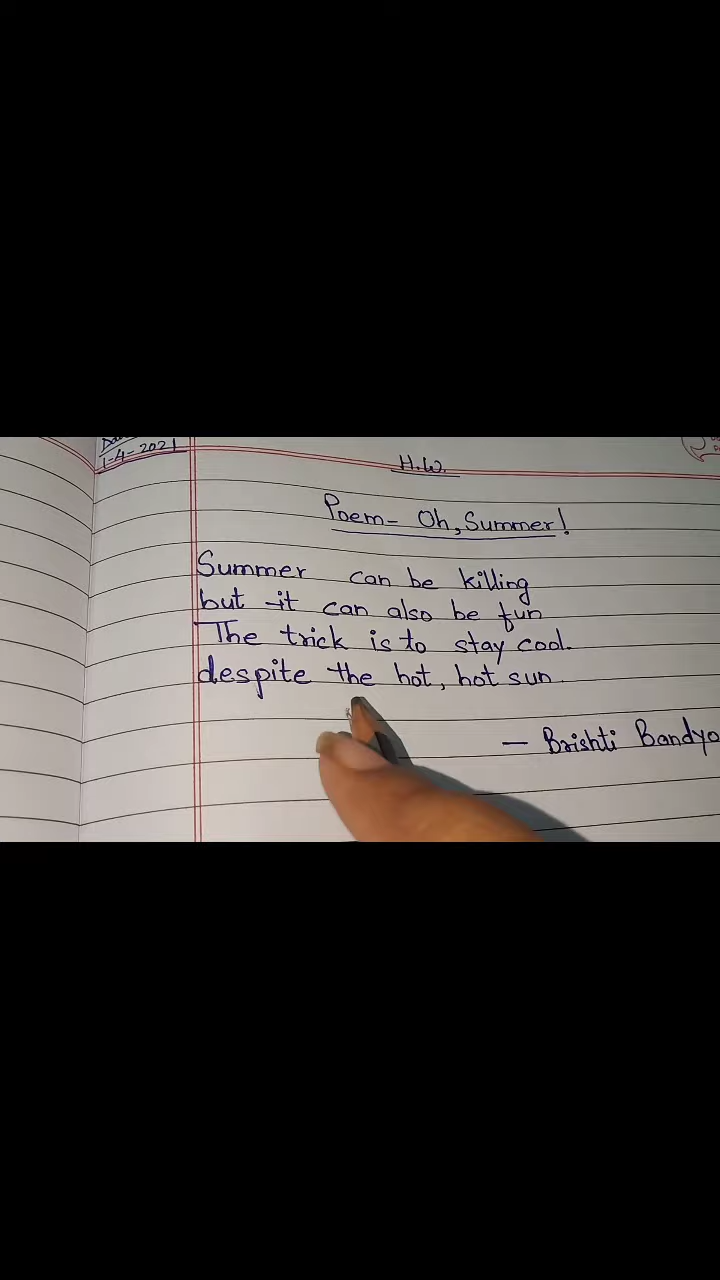 1-4-2021
H.W.
Poem- Oh, Summer!
Summer can be killing
but it can also be fun
The trick is to stay cool.
despite the hot, hot sun
— Brishti Bandyo